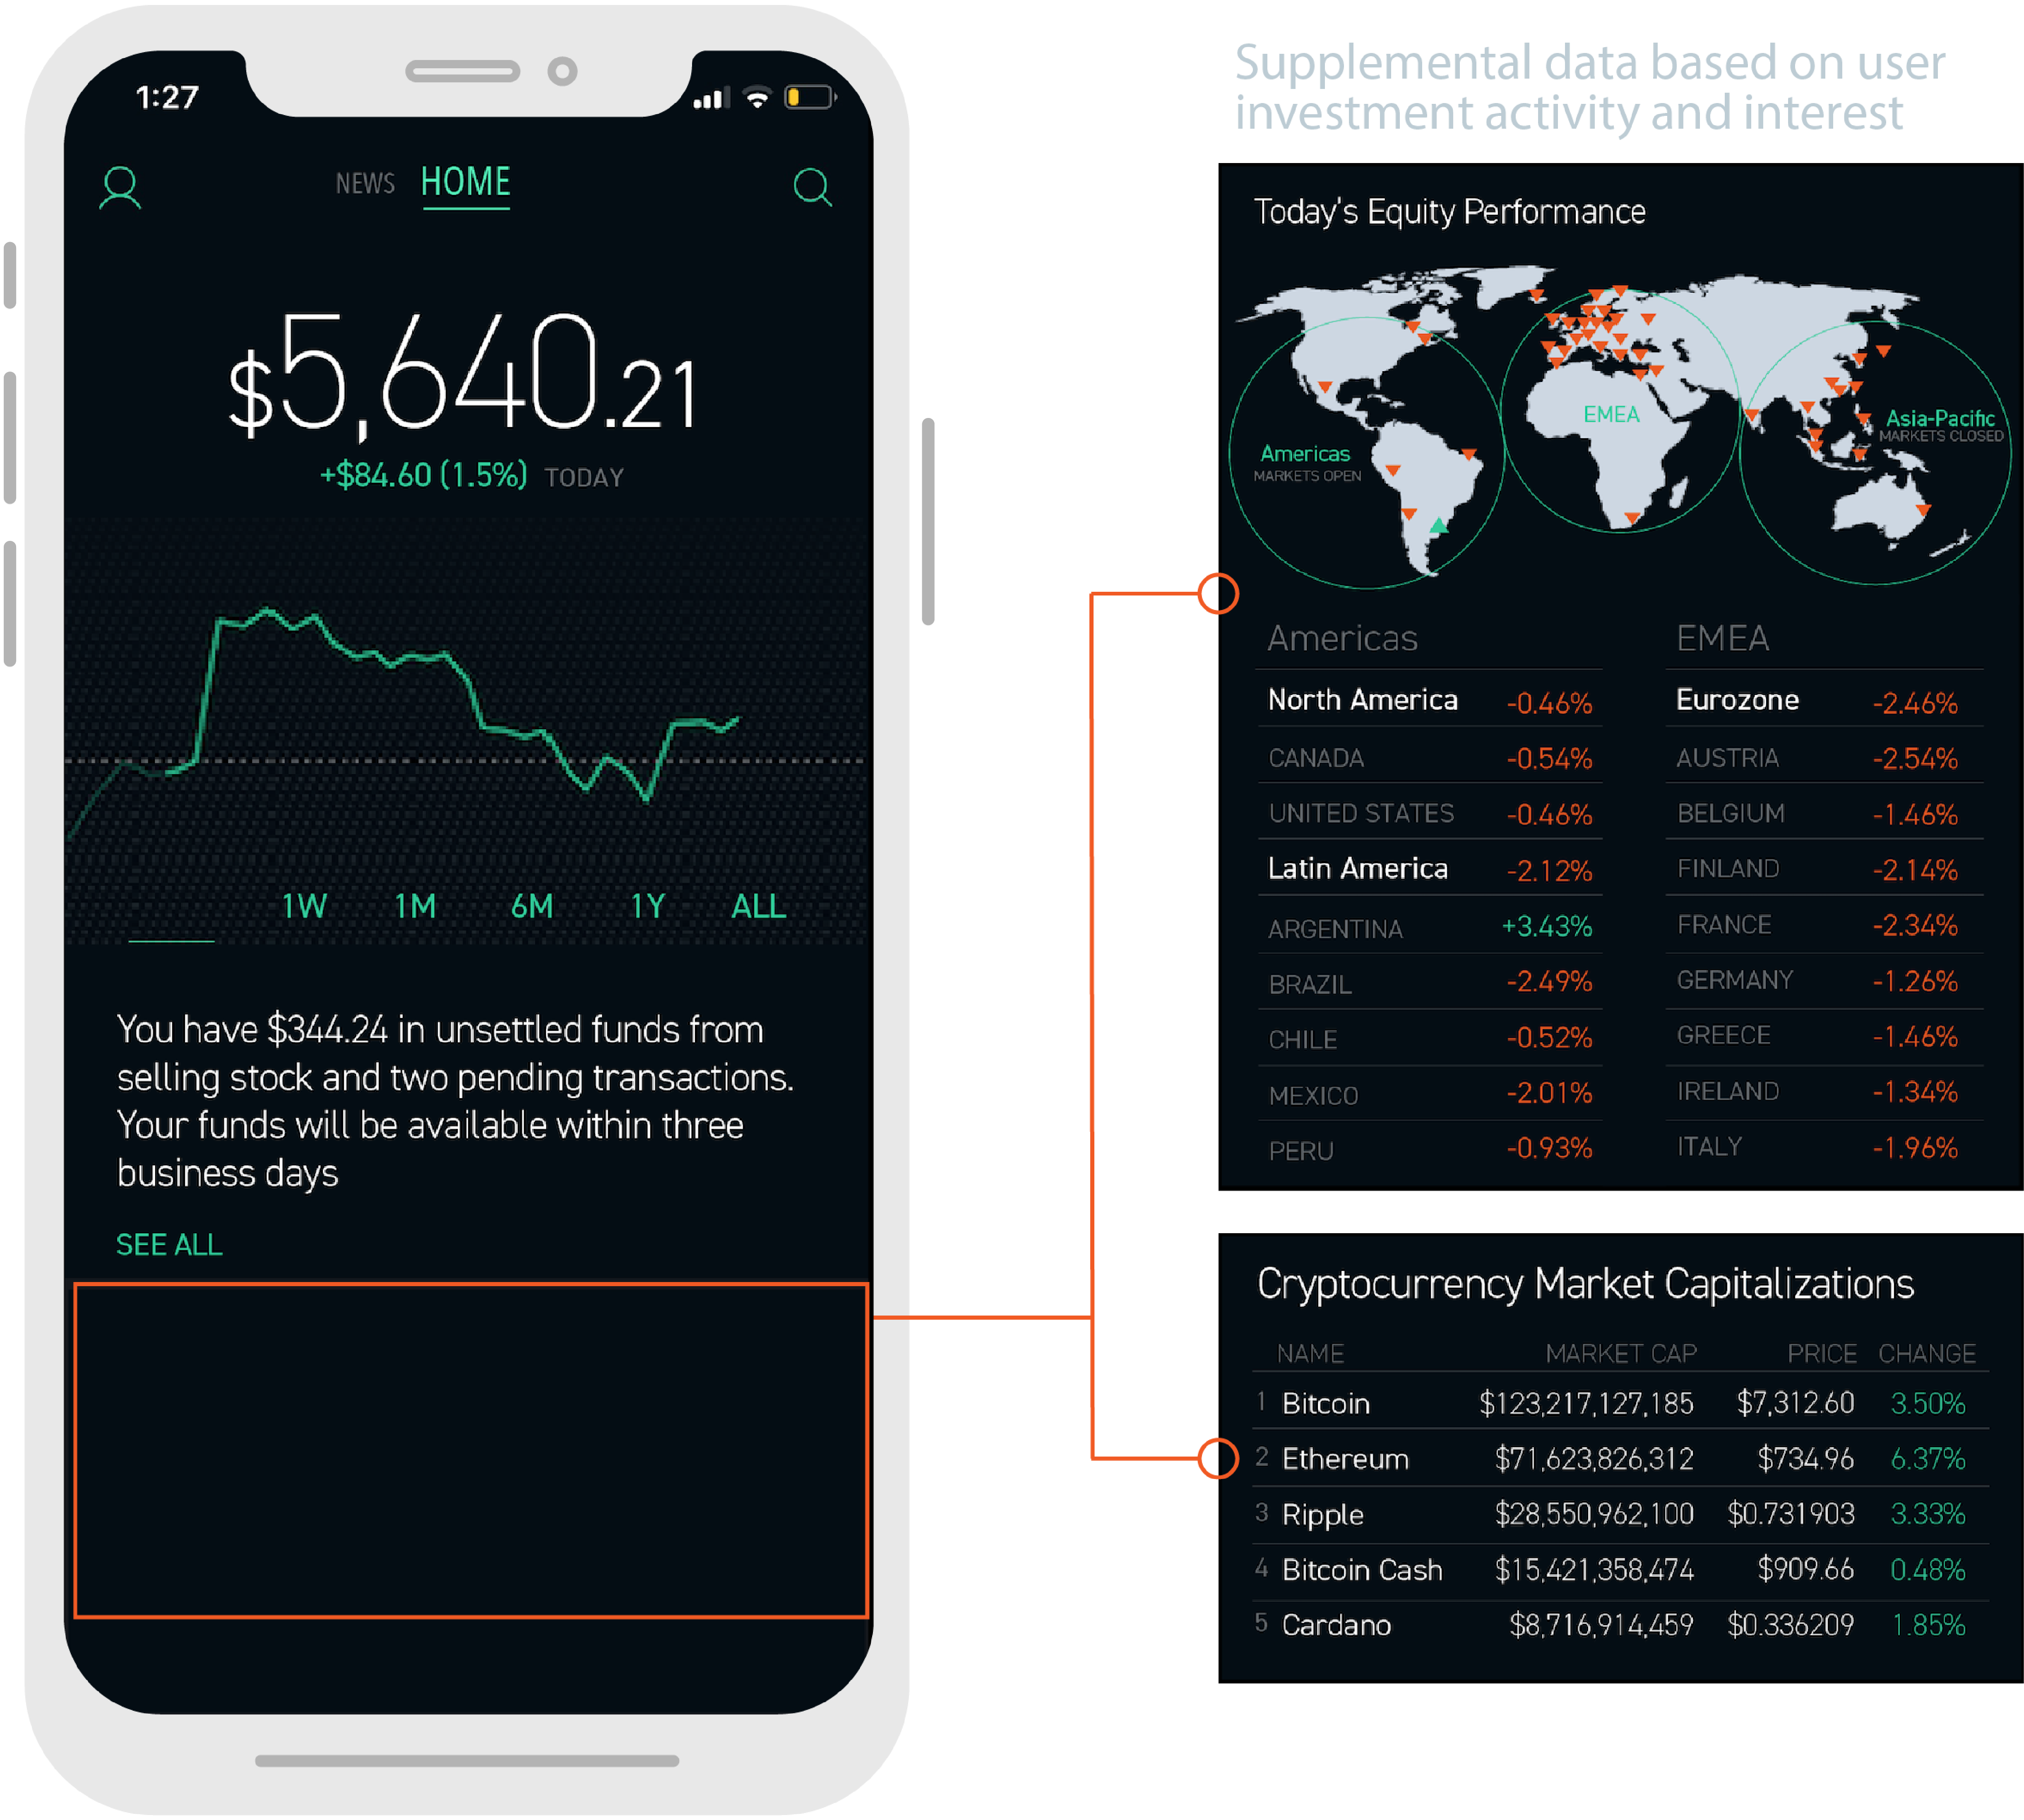 1:27
NEWS HOME
$5,640.21
+$84.60 (1.5%) TODAY
1W 1M 6M 1Y ALL
You have $344.24 in unsettled funds from
selling stock and two pending transactions.
Your funds will be available within three
business days
SEE ALL
Supplemental data based on user
investment activity and interest
Today's Equity Performance
Americas
MARKETS OPEN
EMEA
Asia-Pacific
MARKETS CLOSED
Americas
North America -0.46%
CANADA -0.54%
UNITED STATES -0.46%
Latin America -2.12%
ARGENTINA +3.43%
BRAZIL -2.49%
CHILE -0.52%
MEXICO -2.01%
PERU -0.93%
EMEA
Eurozone -2.46%
AUSTRIA -2.54%
BELGIUM -1.46%
FINLAND -2.14%
FRANCE -2.34%
GERMANY -1.26%
GREECE -1.46%
IRELAND -1.34%
ITALY -1.96%
Cryptocurrency Market Capitalizations
NAME MARKET CAP PRICE CHANGE
1 Bitcoin $123,217,127,185 $7,312.60 3.50%
2 Ethereum $71,623,826,312 $734.96 6.37%
3 Ripple $28,550,962,100 $0.731903 3.33%
4 Bitcoin Cash $15,421,358,474 $909.66 0.48%
5 Cardano $8,716,914,459 $0.336209 1.85%